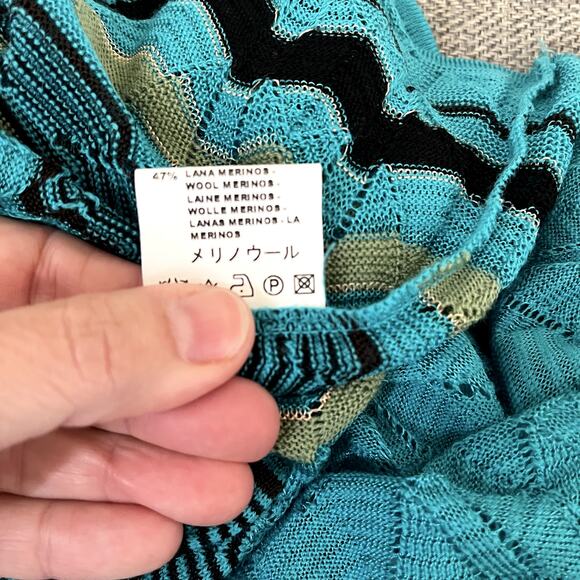 47% LANA MERINOS -
WOOL MERINOS -
LAINE MERINOS -
WOLLE MERINOS -
LANAS MERINOS - LA
MERINOS
メリノウール
P